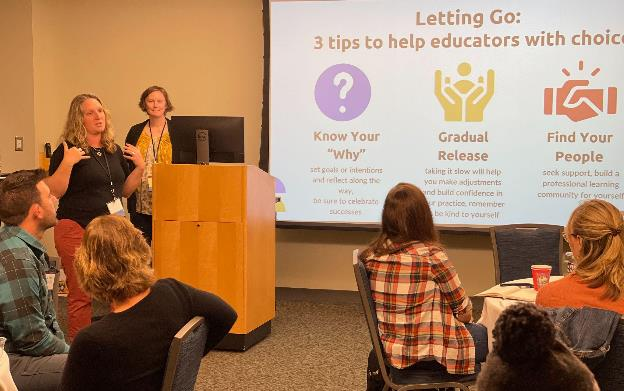 Letting Go:
3 tips to help educators with choice
?
Know Your
"Why"
set goals or intentions
and reflect along the
way,
be sure to celebrate
successes
Gradual
Release
taking it slow will help
you make adjustments
and build confidence in
our practice, remember
be kind to yourself
Find Your
People
seek support, build a
professional learning
community for yourself